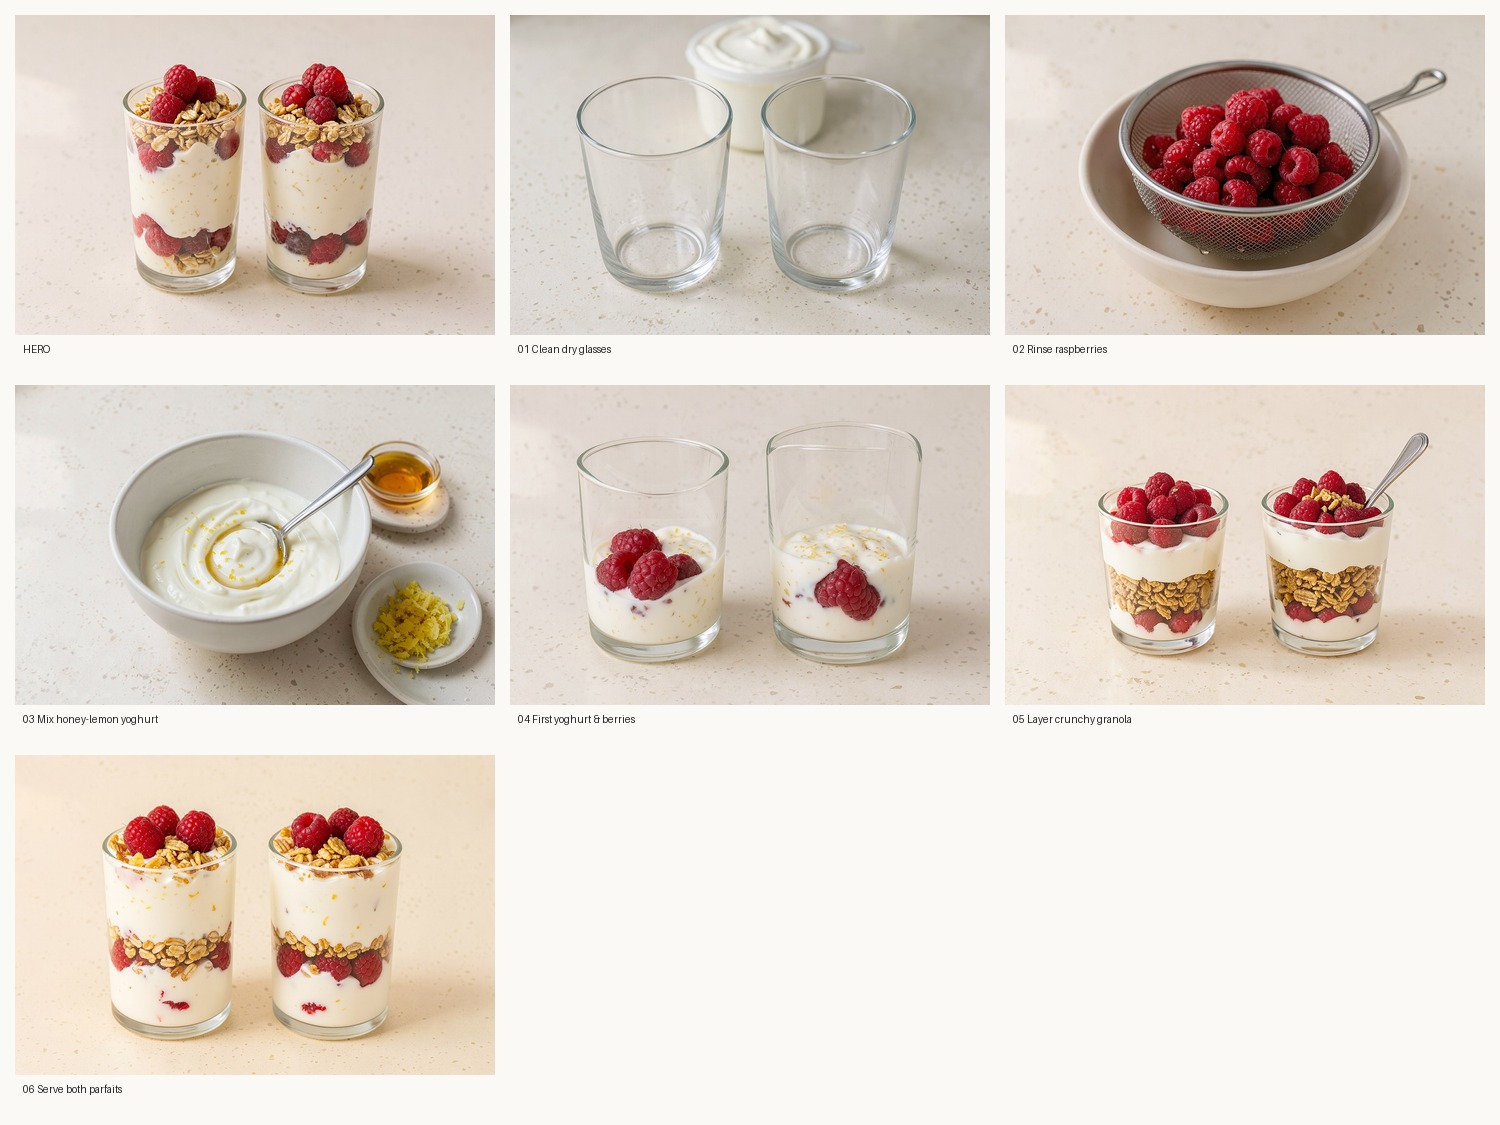 HERO
01 Clean dry glasses
02 Rinse raspberries
03 Mix honey-lemon yoghurt
04 First yoghurt & berries
05 Layer crunchy granola
06 Serve both parfaits